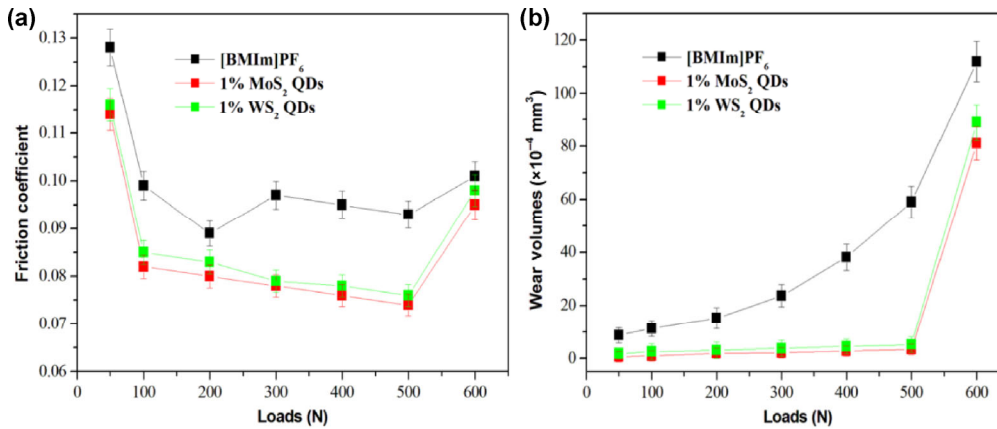 (a)
0.13
0.12
0.11
0.10
0.09
0.08
0.07
0.06
Friction coefficient
[BMIm]PF₆
1% MoS₂ QDs
1% WS₂ QDs
0 100 200 300 400 500 600
Loads (N)
(b)
120
100
80
60
40
20
0
Wear volumes (×10⁻⁴ mm³)
[BMIm]PF₆
1% MoS₂ QDs
1% WS₂ QDs
0 100 200 300 400 500 600
Loads (N)